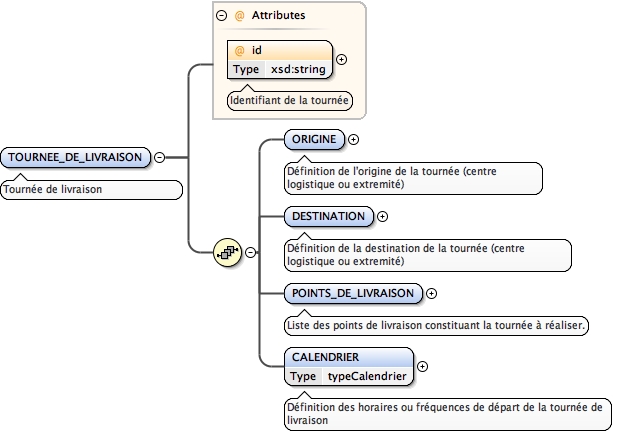 @ Attributes
@ id
Type xsd:string
Identifiant de la tournée
TOURNEE_DE_LIVRAISON
Tournée de livraison
ORIGINE
Définition de l'origine de la tournée (centre
logistique ou extremité)
DESTINATION
Définition de la destination de la tournée (centre
logistique ou extremité)
POINTS_DE_LIVRAISON
Liste des points de livraison constituant la tournée à réaliser.
CALENDRIER
Type typeCalendrier
Définition des horaires ou fréquences de départ de la tournée de
livraison